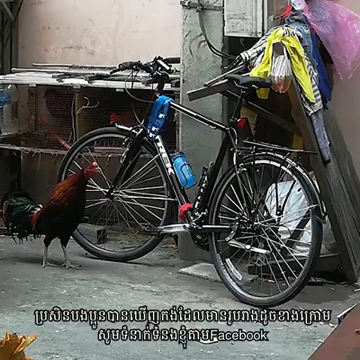 TREK
ប្រសិនបងប្អូនបានឃើញកង់ដែលមានរូបរាងដូចខាងក្រោម
សូមទំនាក់ទំនងខ្ញុំតាមFacebook